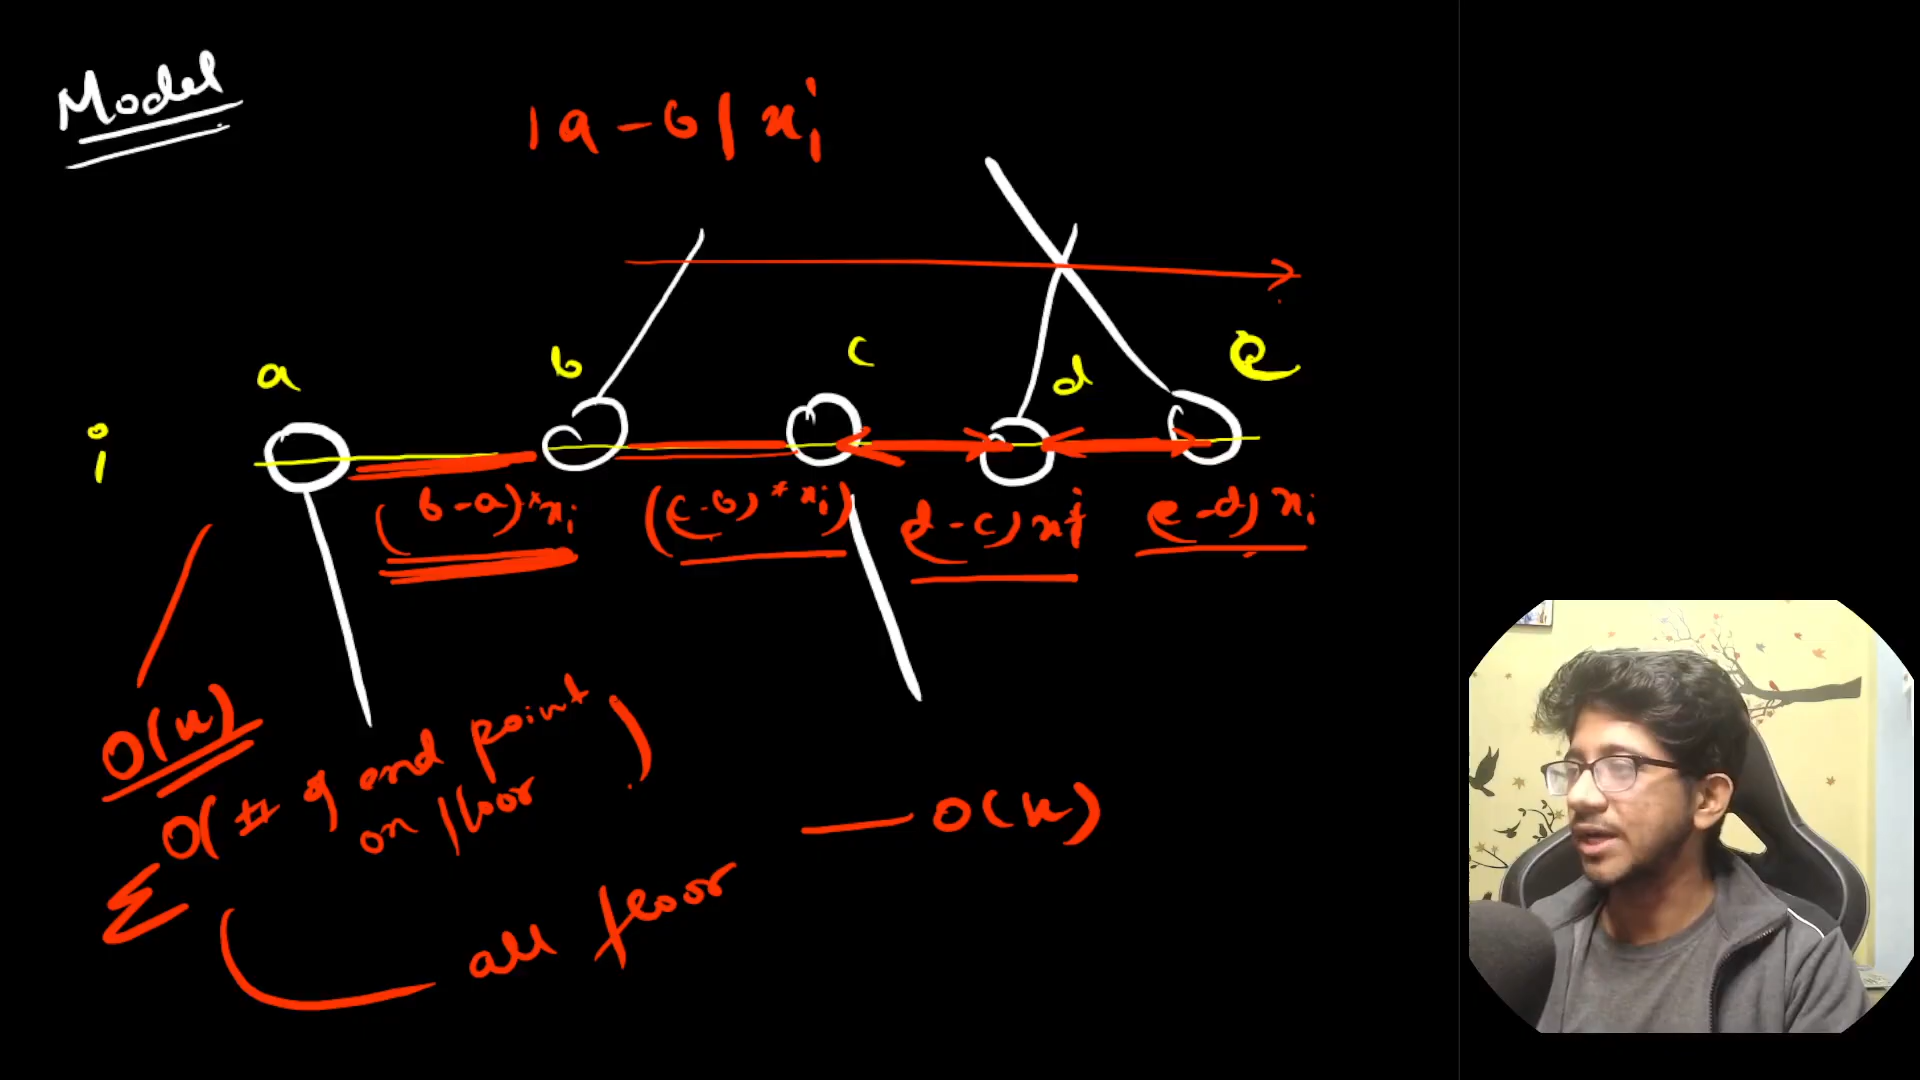 Model
|a-b| xi
a
b
c
d
e
i
(b-a)*xi
(c-b)*xi)
d-c)xi
e-d)xi
O(k)
O(# of end point
on floor)
Σ
all floor
— O(k)